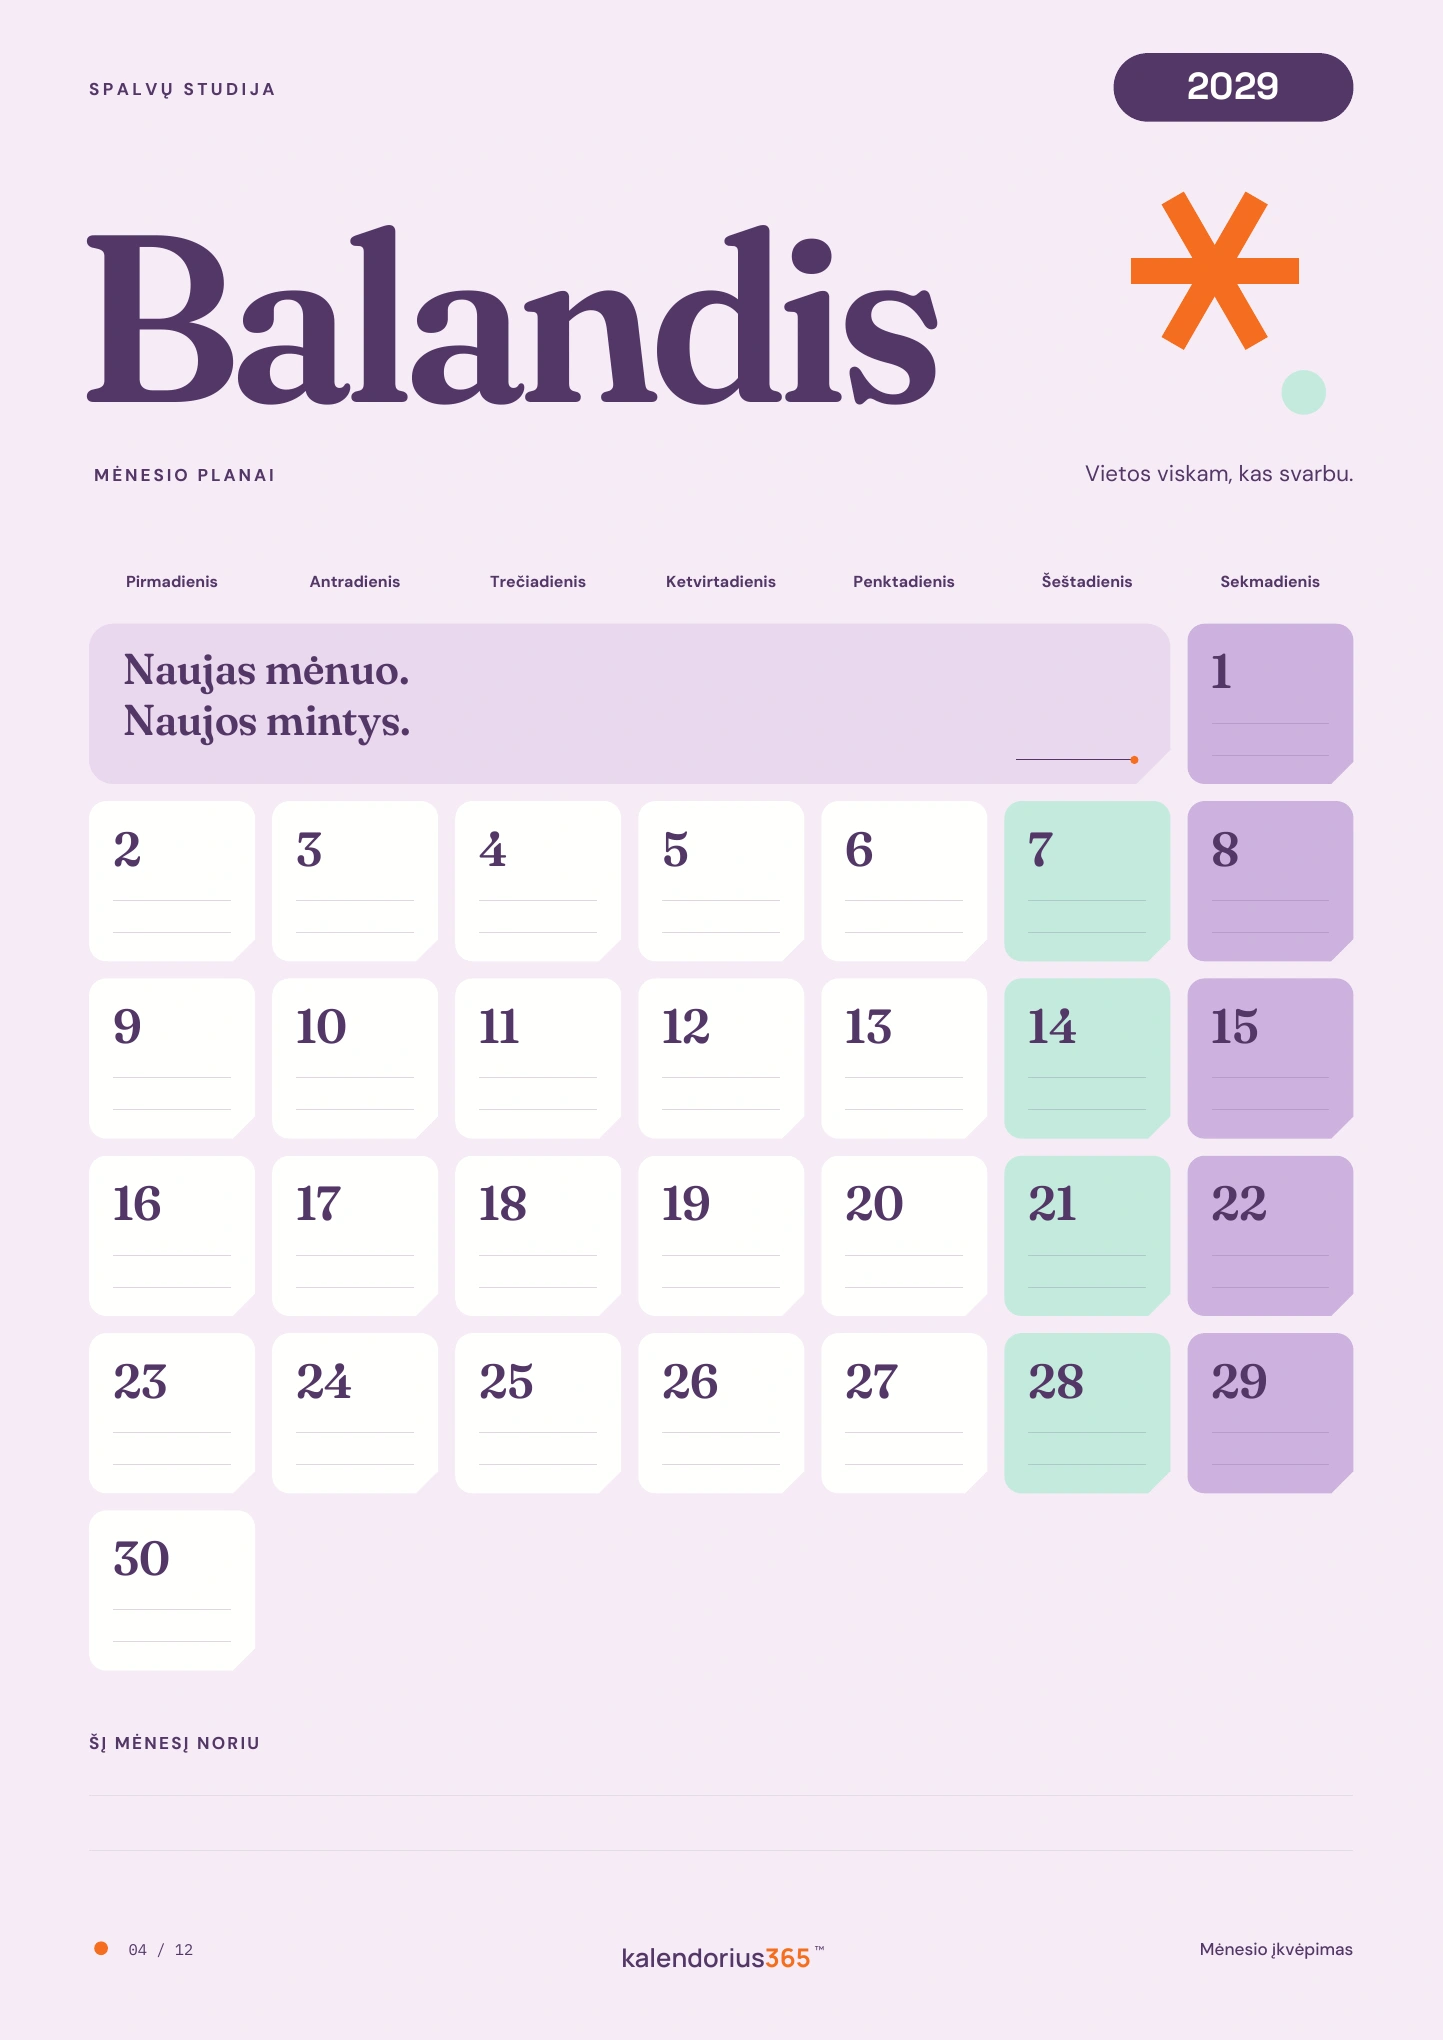 SPALVŲ STUDIJA
2029
Balandis
MĖNESIO PLANAI
Vietos viskam, kas svarbu.
Pirmadienis Antradienis Trečiadienis Ketvirtadienis Penktadienis Šeštadienis Sekmadienis
Naujas mėnuo.
Naujos mintys.
1
2 3 4 5 6 7 8
9 10 11 12 13 14 15
16 17 18 19 20 21 22
23 24 25 26 27 28 29
30
ŠĮ MĖNESĮ NORIU
04 / 12
kalendorius365™
Mėnesio įkvėpimas